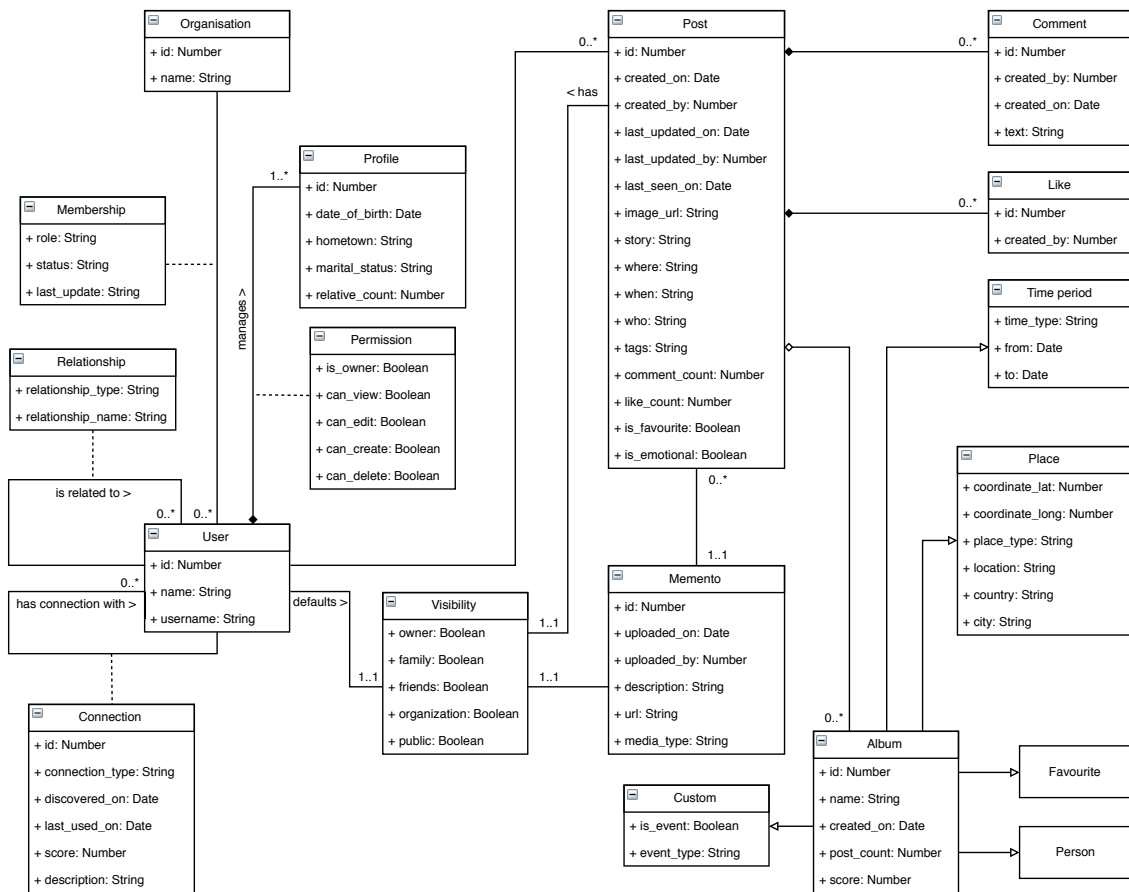 Organisation
+ id: Number
+ name: String
Post
+ id: Number
+ created_on: Date
+ created_by: Number
+ last_updated_on: Date
+ last_updated_by: Number
+ last_seen_on: Date
+ image_url: String
+ story: String
+ where: String
+ when: String
+ who: String
+ tags: String
+ comment_count: Number
+ like_count: Number
+ is_favourite: Boolean
+ is_emotional: Boolean
Comment
+ id: Number
+ created_by: Number
+ created_on: Date
+ text: String
0..*
0..*
< has
Profile
+ id: Number
+ date_of_birth: Date
+ hometown: String
+ marital_status: String
+ relative_count: Number
1..*
Like
+ id: Number
+ created_by: Number
0..*
Membership
+ role: String
+ status: String
+ last_update: String
manages >
Time period
+ time_type: String
+ from: Date
+ to: Date
Permission
+ is_owner: Boolean
+ can_view: Boolean
+ can_edit: Boolean
+ can_create: Boolean
+ can_delete: Boolean
Relationship
+ relationship_type: String
+ relationship_name: String
Place
+ coordinate_lat: Number
+ coordinate_long: Number
+ place_type: String
+ location: String
+ country: String
+ city: String
is related to >
0..*
0..*
0..*
User
+ id: Number
+ name: String
+ username: String
0..*
has connection with >
defaults >
1..1
Visibility
+ owner: Boolean
+ family: Boolean
+ friends: Boolean
+ organization: Boolean
+ public: Boolean
1..1
1..1
1..1
Memento
+ id: Number
+ uploaded_on: Date
+ uploaded_by: Number
+ description: String
+ url: String
+ media_type: String
Connection
+ id: Number
+ connection_type: String
+ discovered_on: Date
+ last_used_on: Date
+ score: Number
+ description: String
0..*
Album
+ id: Number
+ name: String
+ created_on: Date
+ post_count: Number
+ score: Number
Favourite
Custom
+ is_event: Boolean
+ event_type: String
Person